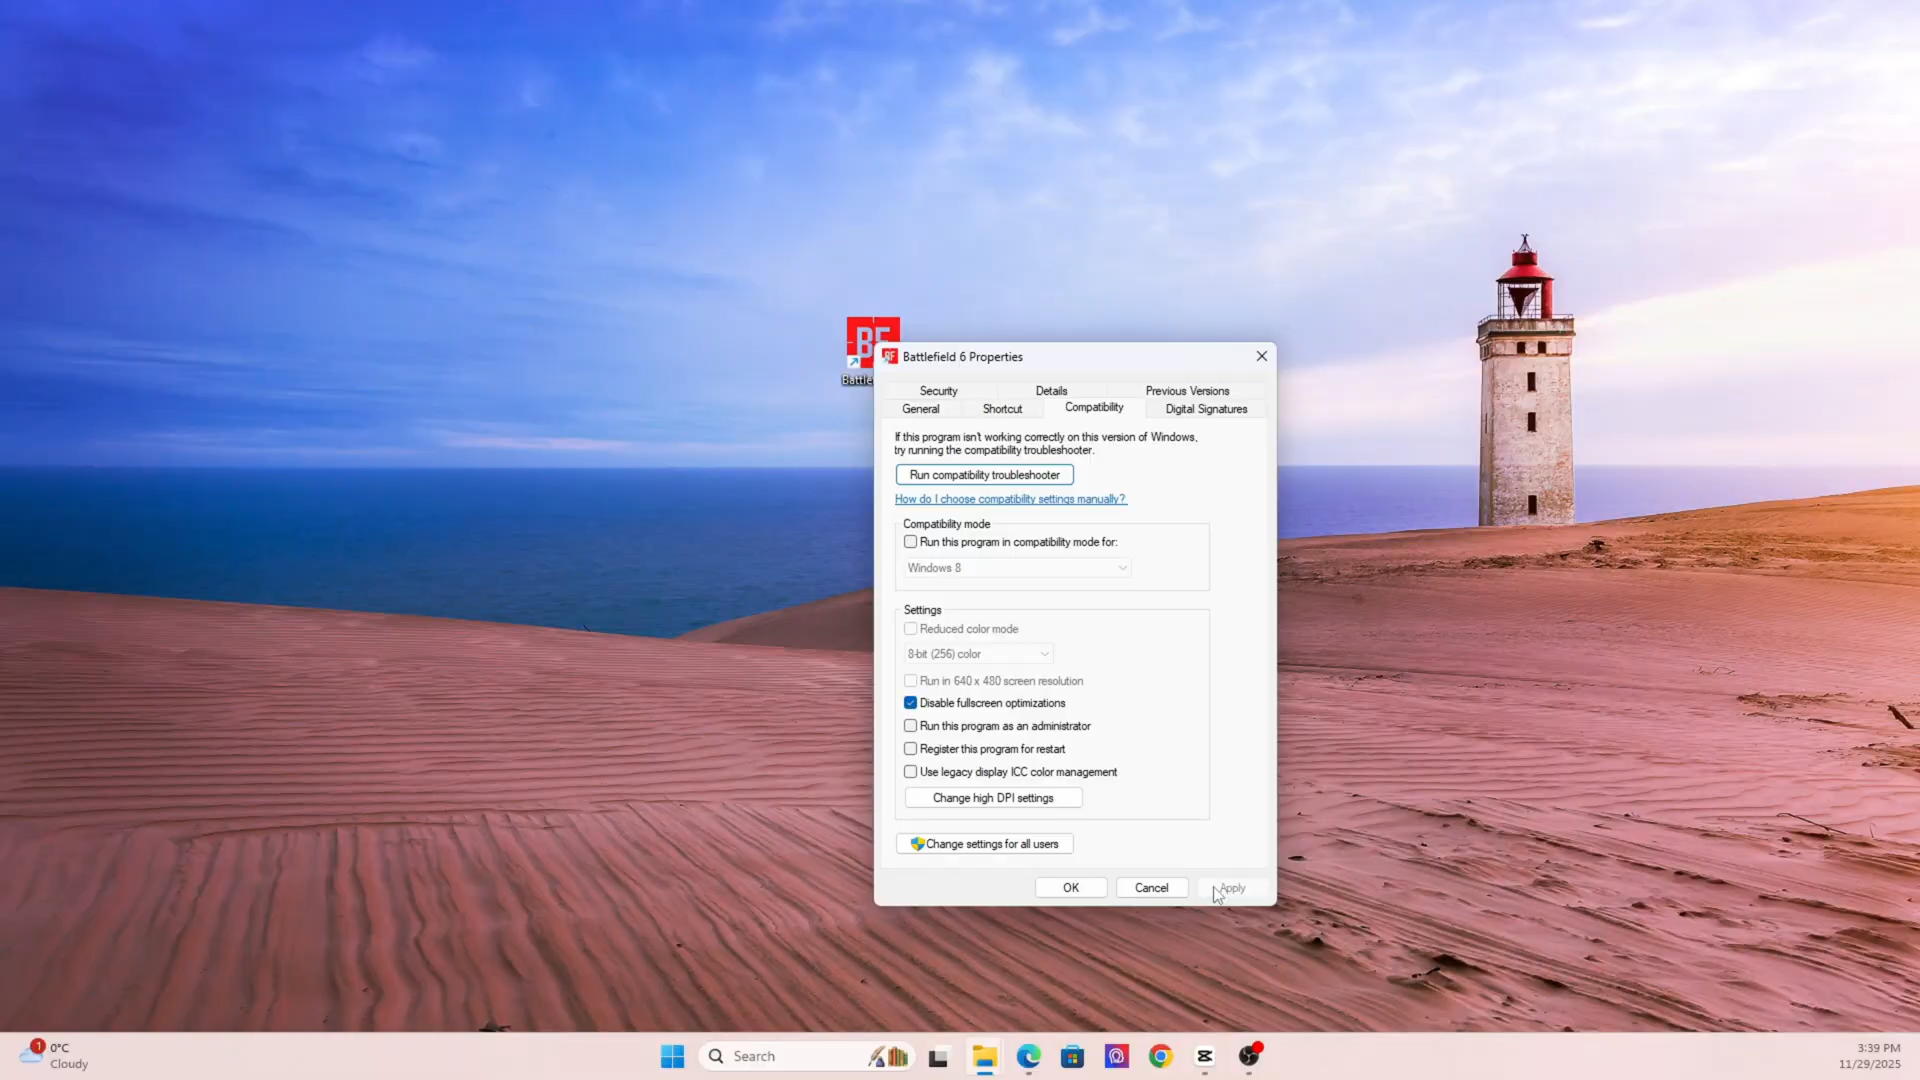 BF
Battle
BF Battlefield 6 Properties
Security Details Previous Versions
General Shortcut Compatibility Digital Signatures
If this program isn't working correctly on this version of Windows,
try running the compatibility troubleshooter.
Run compatibility troubleshooter
How do I choose compatibility settings manually?
Compatibility mode
Run this program in compatibility mode for:
Windows 8
Settings
Reduced color mode
8-bit (256) color
Run in 640 x 480 screen resolution
Disable fullscreen optimizations
Run this program as an administrator
Register this program for restart
Use legacy display ICC color management
Change high DPI settings
Change settings for all users
OK Cancel Apply
1
0°C
Cloudy
Search
3:39 PM
11/29/2025